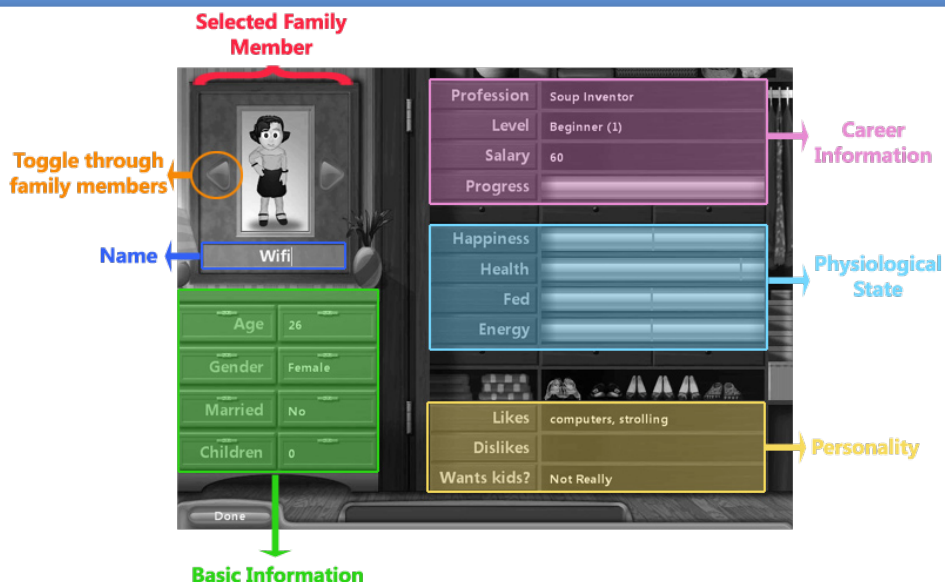 Selected Family
Member
Toggle through
family members
Name
Wifi
Age 26
Gender Female
Married No
Children 0
Done
Basic Information
Profession Soup Inventor
Level Beginner (1)
Salary 60
Progress
Career
Information
Happiness
Health
Fed
Energy
Physiological
State
Likes computers, strolling
Dislikes
Wants kids? Not Really
Personality